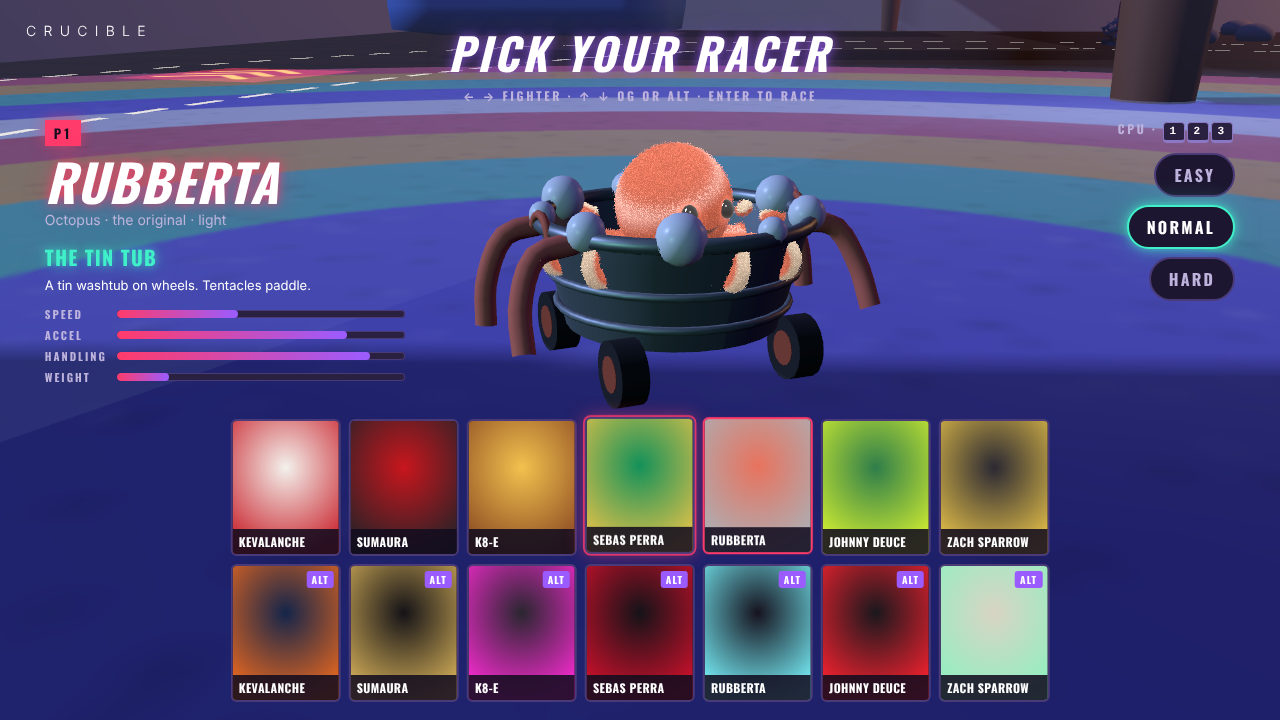 CRUCIBLE
PICK YOUR RACER
← → FIGHTER · ↑ ↓ OG OR ALT · ENTER TO RACE
P1
RUBBERTA
Octopus · the original · light
THE TIN TUB
A tin washtub on wheels. Tentacles paddle.
SPEED
ACCEL
HANDLING
WEIGHT
CPU · 1 2 3
EASY
NORMAL
HARD
KEVALANCHE
SUMAURA
K8-E
SEBAS PERRA
RUBBERTA
JOHNNY DEUCE
ZACH SPARROW
ALT
ALT
ALT
ALT
ALT
ALT
ALT
KEVALANCHE
SUMAURA
K8-E
SEBAS PERRA
RUBBERTA
JOHNNY DEUCE
ZACH SPARROW